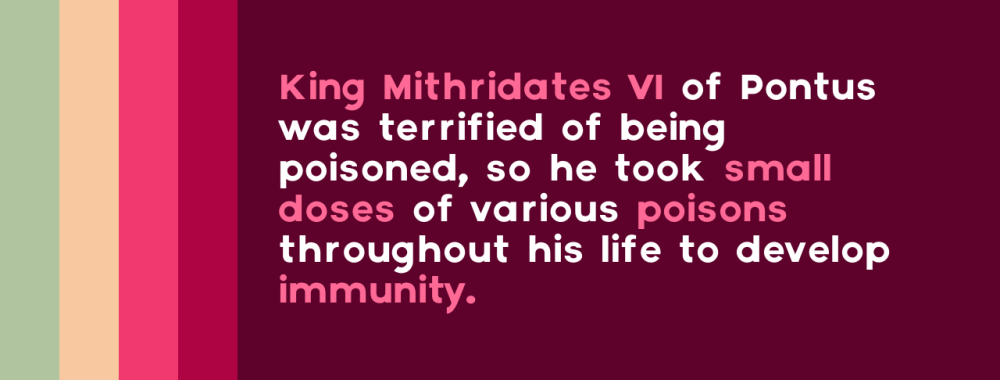 King Mithridates VI of Pontus
was terrified of being
poisoned, so he took small
doses of various poisons
throughout his life to develop
immunity.